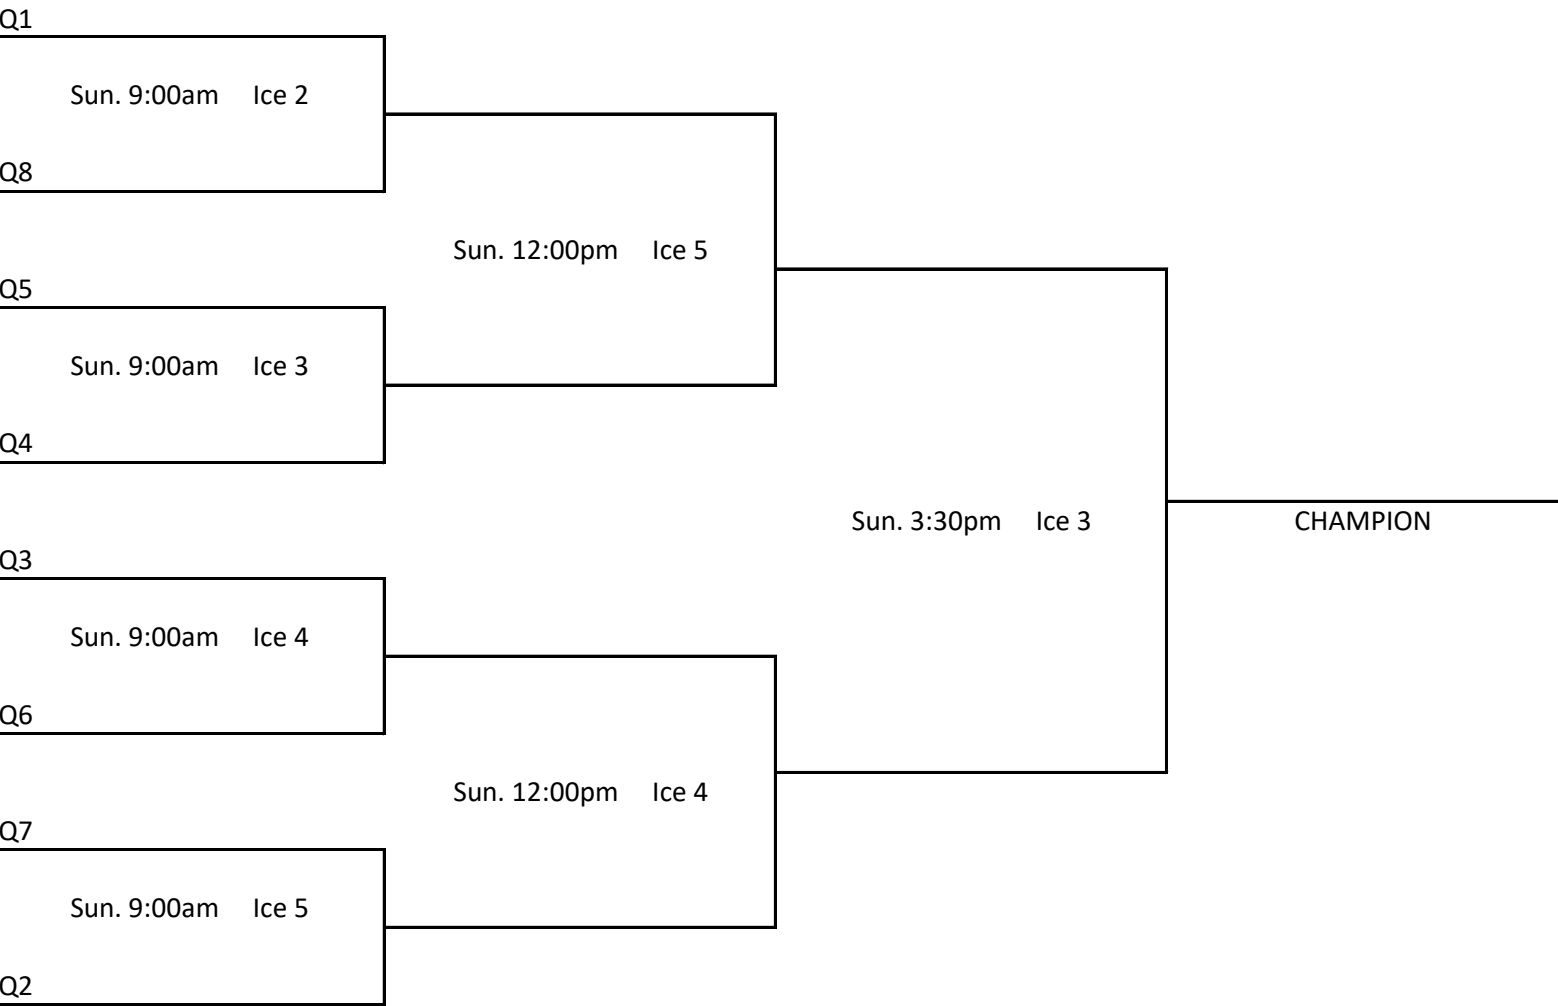 Q1
Sun. 9:00am Ice 2
Q8
Sun. 12:00pm Ice 5
Q5
Sun. 9:00am Ice 3
Q4
Sun. 3:30pm Ice 3
CHAMPION
Q3
Sun. 9:00am Ice 4
Q6
Sun. 12:00pm Ice 4
Q7
Sun. 9:00am Ice 5
Q2